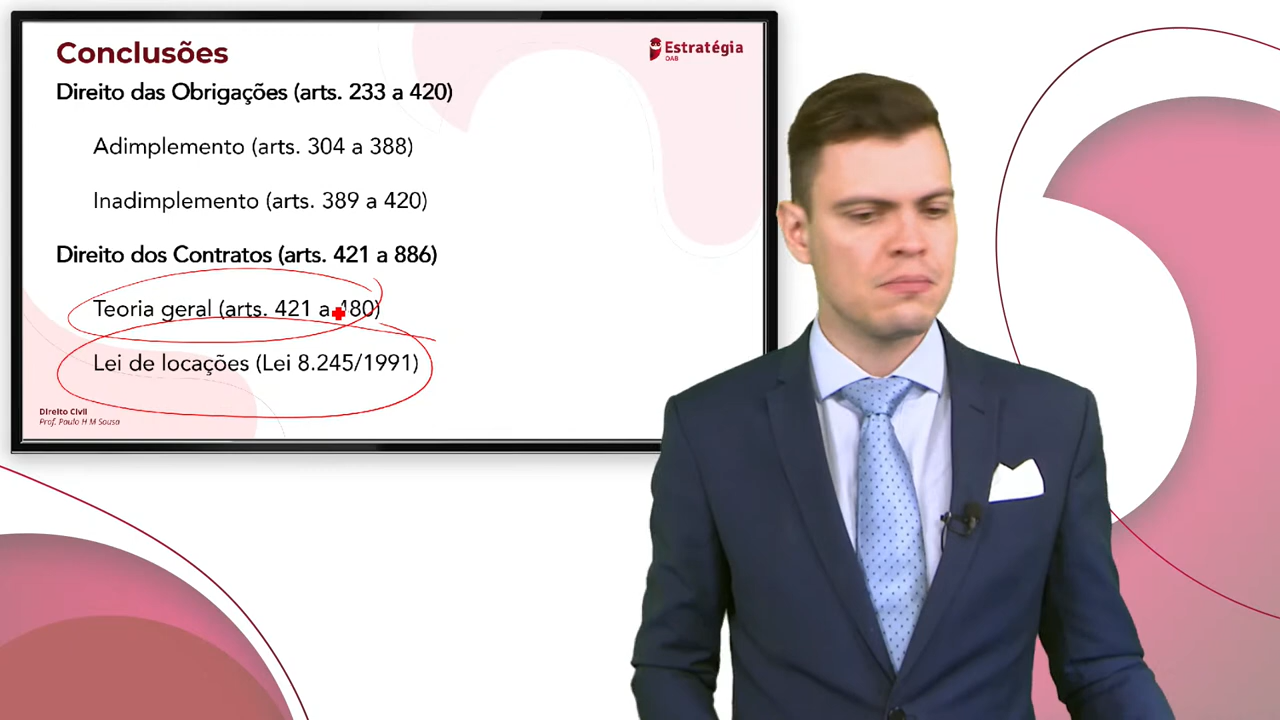 Conclusões
Estratégia
OAB
Direito das Obrigações (arts. 233 a 420)
Adimplemento (arts. 304 a 388)
Inadimplemento (arts. 389 a 420)
Direito dos Contratos (arts. 421 a 886)
Teoria geral (arts. 421 a 480)
Lei de locações (Lei 8.245/1991)
Direito Civil
Prof. Paulo H M Sousa